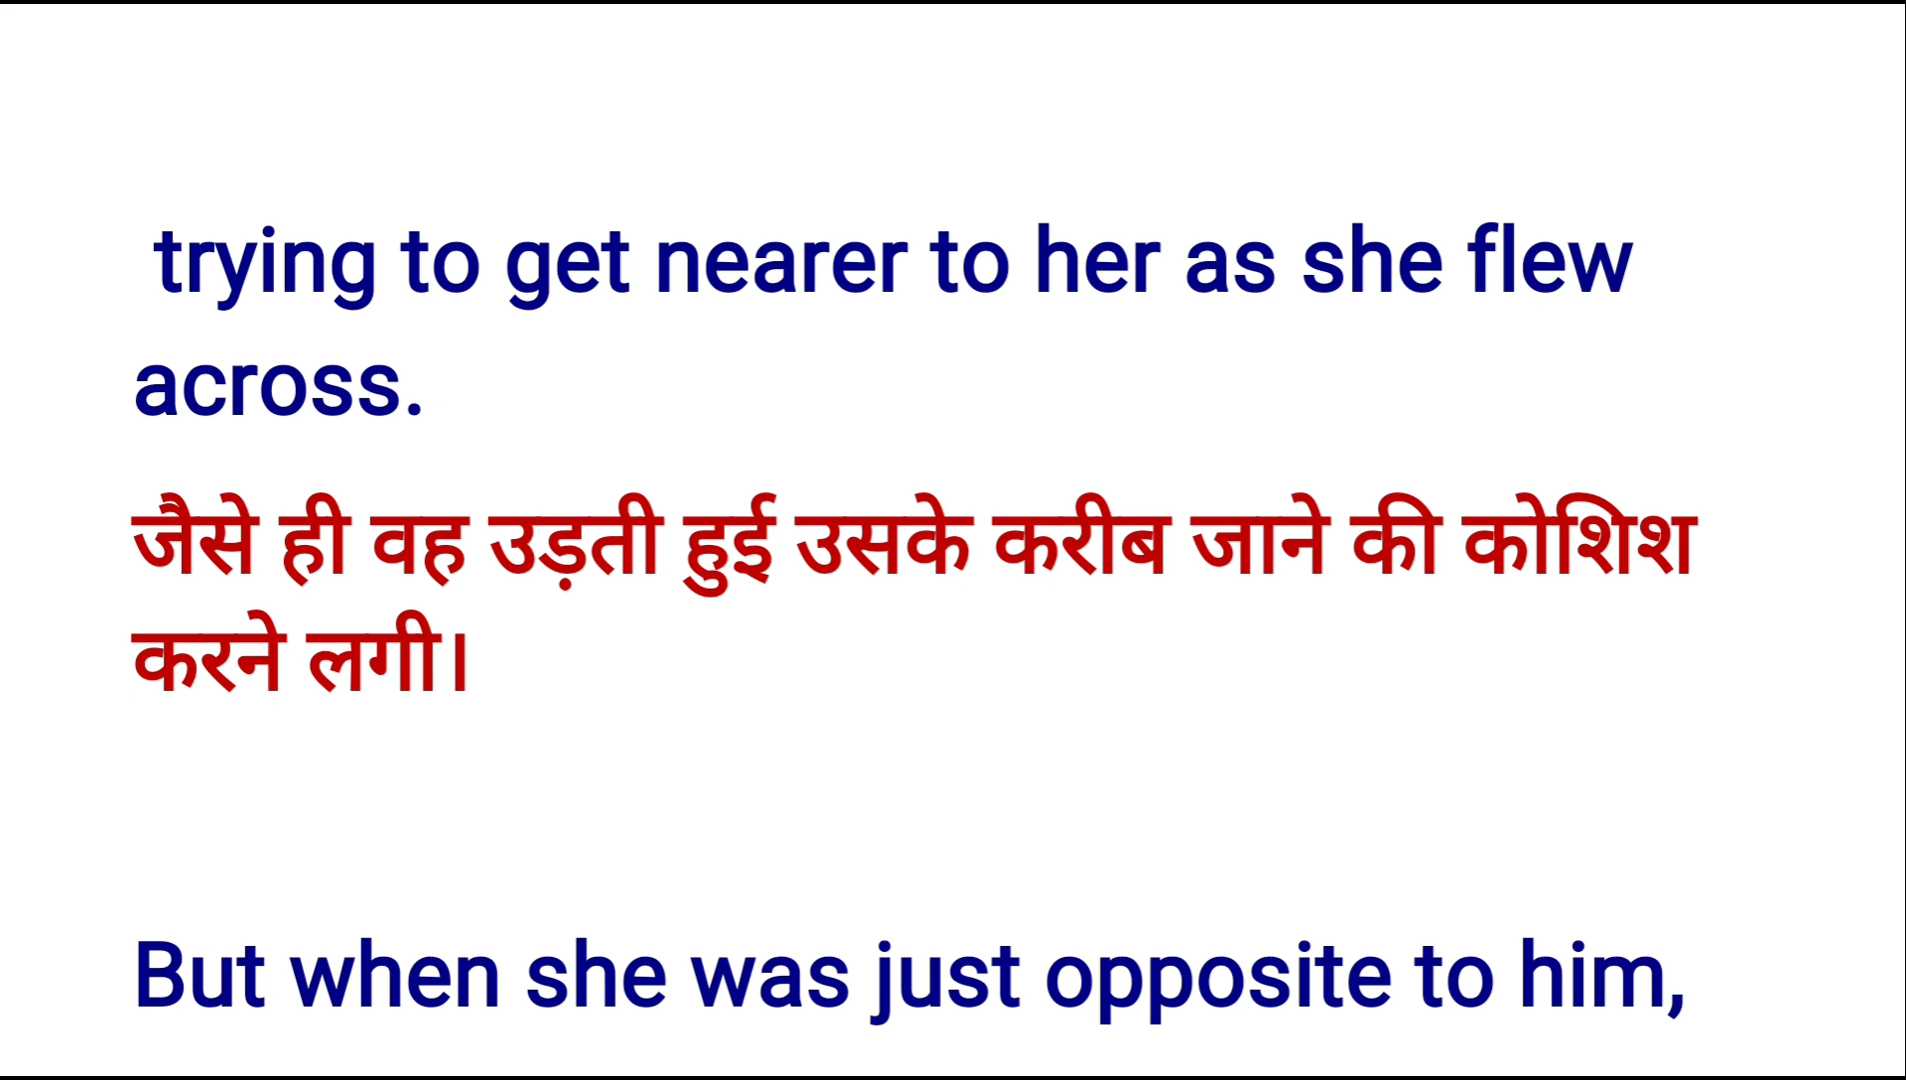 trying to get nearer to her as she flew
across.
जैसे ही वह उड़ती हुई उसके करीब जाने की कोशिश
करने लगी।
But when she was just opposite to him,